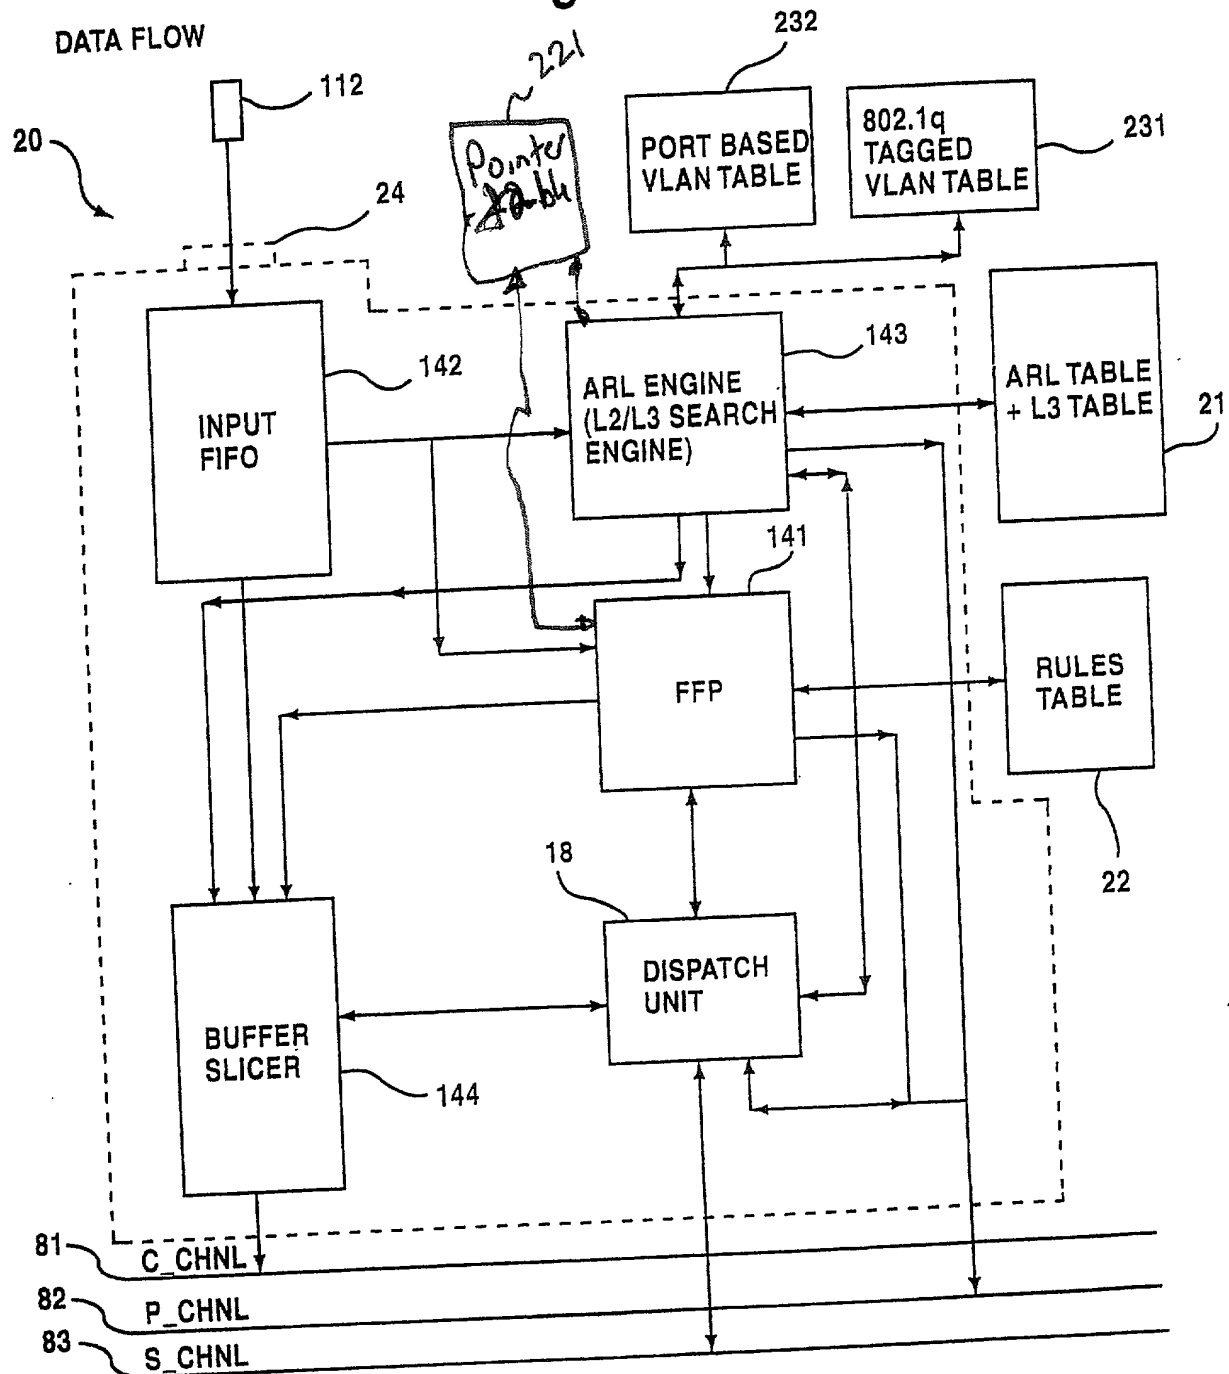 DATA FLOW
112
20
24
221
Pointer
Table
232
PORT BASED
VLAN TABLE
802.1q
TAGGED
VLAN TABLE
231
INPUT
FIFO
142
ARL ENGINE
(L2/L3 SEARCH
ENGINE)
143
ARL TABLE
+ L3 TABLE
21
141
FFP
RULES
TABLE
22
18
DISPATCH
UNIT
BUFFER
SLICER
144
81
C_CHNL
82
P_CHNL
83
S_CHNL